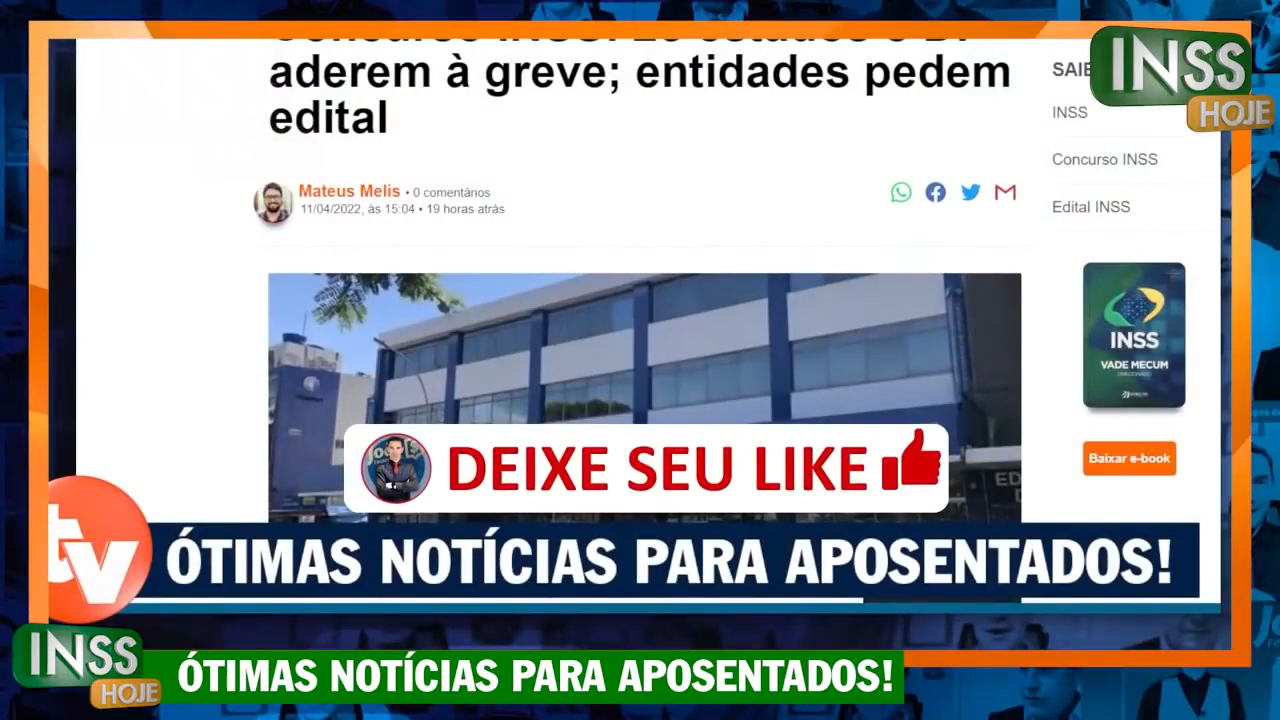 aderem à greve; entidades pedem
edital
Mateus Melis • 0 comentários
11/04/2022, às 15:04 • 19 horas atrás
INSS
HOJE
INSS
Concurso INSS
Edital INSS
INSS
VADE MECUM
Baixar e-book
DEIXE SEU LIKE
tv
ÓTIMAS NOTÍCIAS PARA APOSENTADOS!
INSS
HOJE
ÓTIMAS NOTÍCIAS PARA APOSENTADOS!